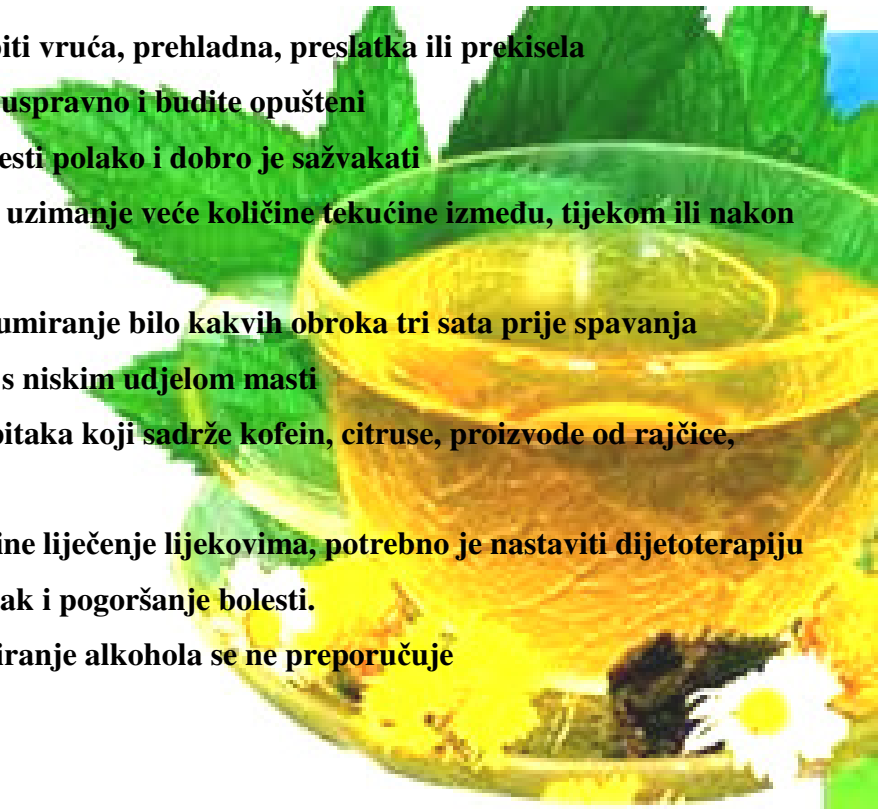 biti vruća, prehladna, preslatka ili prekisela
uspravno i budite opušteni
jesti polako i dobro je sažvakati
uzimanje veće količine tekućine između, tijekom ili nakon
umiranje bilo kakvih obroka tri sata prije spavanja
s niskim udjelom masti
pitaka koji sadrže kofein, citruse, proizvode od rajčice,
ine liječenje lijekovima, potrebno je nastaviti dijetoterapiju
ak i pogoršanje bolesti.
iranje alkohola se ne preporučuje